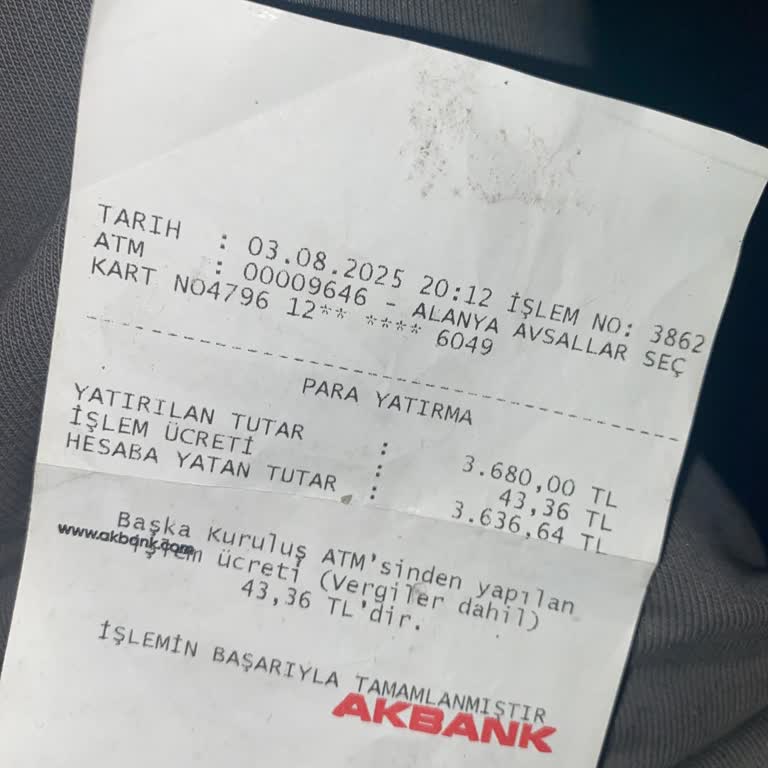 TARIH : 03.08.2025 20:12 İŞLEM NO: 3862
ATM : 00009646 - ALANYA AVSALLAR SEÇ
KART NO4796 12** **** 6049
PARA YATIRMA
YATIRILAN TUTAR : 3.680,00 TL
İŞLEM ÜCRETİ : 43,36 TL
HESABA YATAN TUTAR : 3.636,64 TL
Başka Kuruluş ATM'sinden yapılan
www.akbank.com
işlem ücreti (Vergiler dahil)
43,36 TL'dir.
İŞLEMİN BAŞARIYLA TAMAMLANMIŞTIR
AKBANK